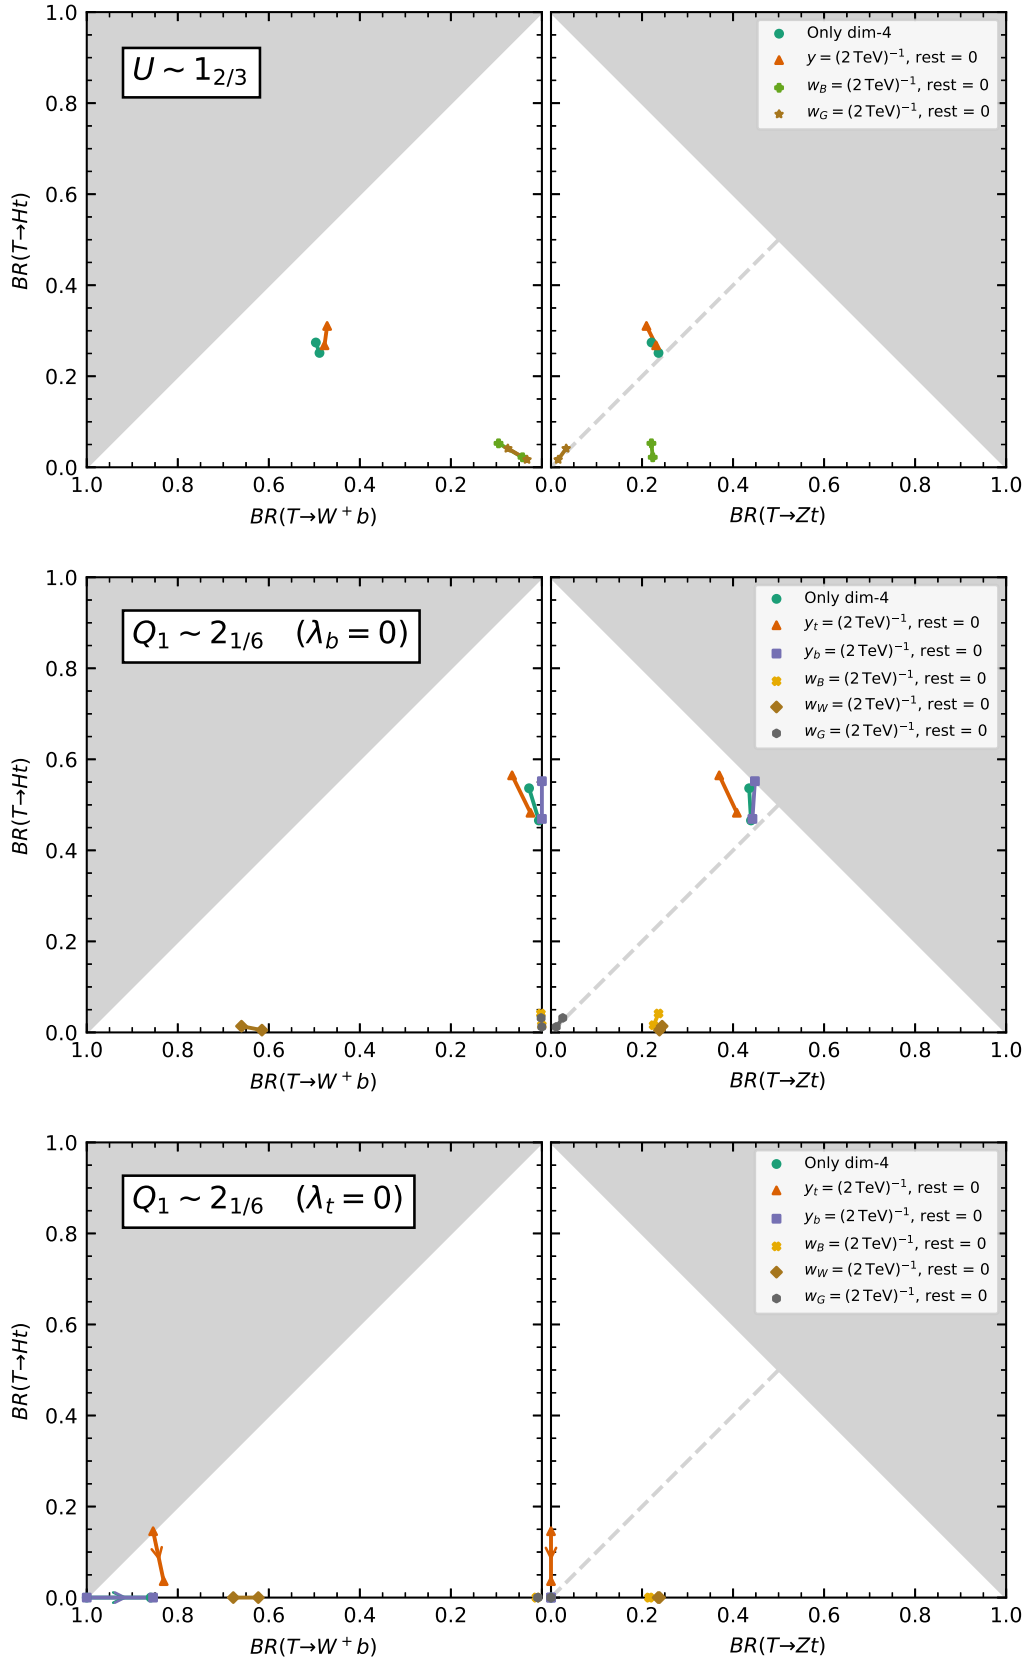 U ∼ 1_{2/3}
Only dim-4
y = (2 TeV)^{−1}, rest = 0
w_B = (2 TeV)^{−1}, rest = 0
w_G = (2 TeV)^{−1}, rest = 0
BR(T→Ht)
1.0
0.8
0.6
0.4
0.2
0.0
1.0 0.8 0.6 0.4 0.2 0.0 0.2 0.4 0.6 0.8 1.0
BR(T→W^+b) BR(T→Zt)
Q_1 ∼ 2_{1/6} (λ_b = 0)
Only dim-4
y_t = (2 TeV)^{−1}, rest = 0
y_b = (2 TeV)^{−1}, rest = 0
w_B = (2 TeV)^{−1}, rest = 0
w_W = (2 TeV)^{−1}, rest = 0
w_G = (2 TeV)^{−1}, rest = 0
BR(T→Ht)
1.0
0.8
0.6
0.4
0.2
0.0
1.0 0.8 0.6 0.4 0.2 0.0 0.2 0.4 0.6 0.8 1.0
BR(T→W^+b) BR(T→Zt)
Q_1 ∼ 2_{1/6} (λ_t = 0)
Only dim-4
y_t = (2 TeV)^{−1}, rest = 0
y_b = (2 TeV)^{−1}, rest = 0
w_B = (2 TeV)^{−1}, rest = 0
w_W = (2 TeV)^{−1}, rest = 0
w_G = (2 TeV)^{−1}, rest = 0
BR(T→Ht)
1.0
0.8
0.6
0.4
0.2
0.0
1.0 0.8 0.6 0.4 0.2 0.0 0.2 0.4 0.6 0.8 1.0
BR(T→W^+b) BR(T→Zt)